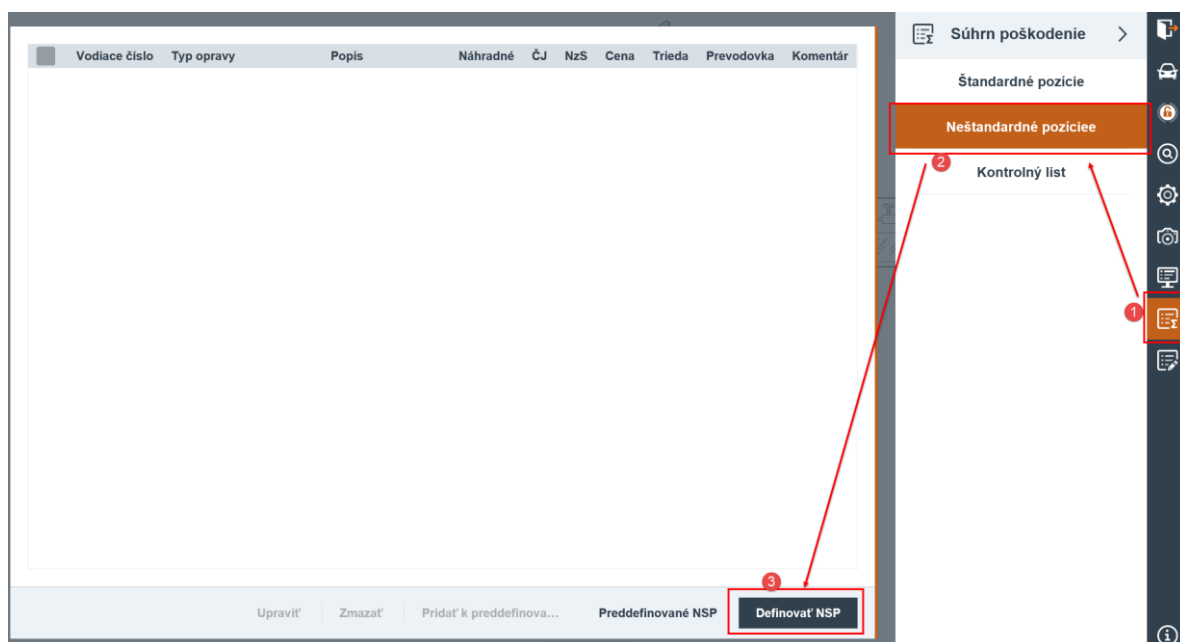 Vodiace číslo Typ opravy Popis Náhradné ČJ NzS Cena Trieda Prevodovka Komentár
Súhrn poškodenie
Štandardné pozície
Neštandardné pozíciee
2
Kontrolný list
1
3
Upraviť Zmazať Pridať k preddefinova... Preddefinované NSP Definovať NSP